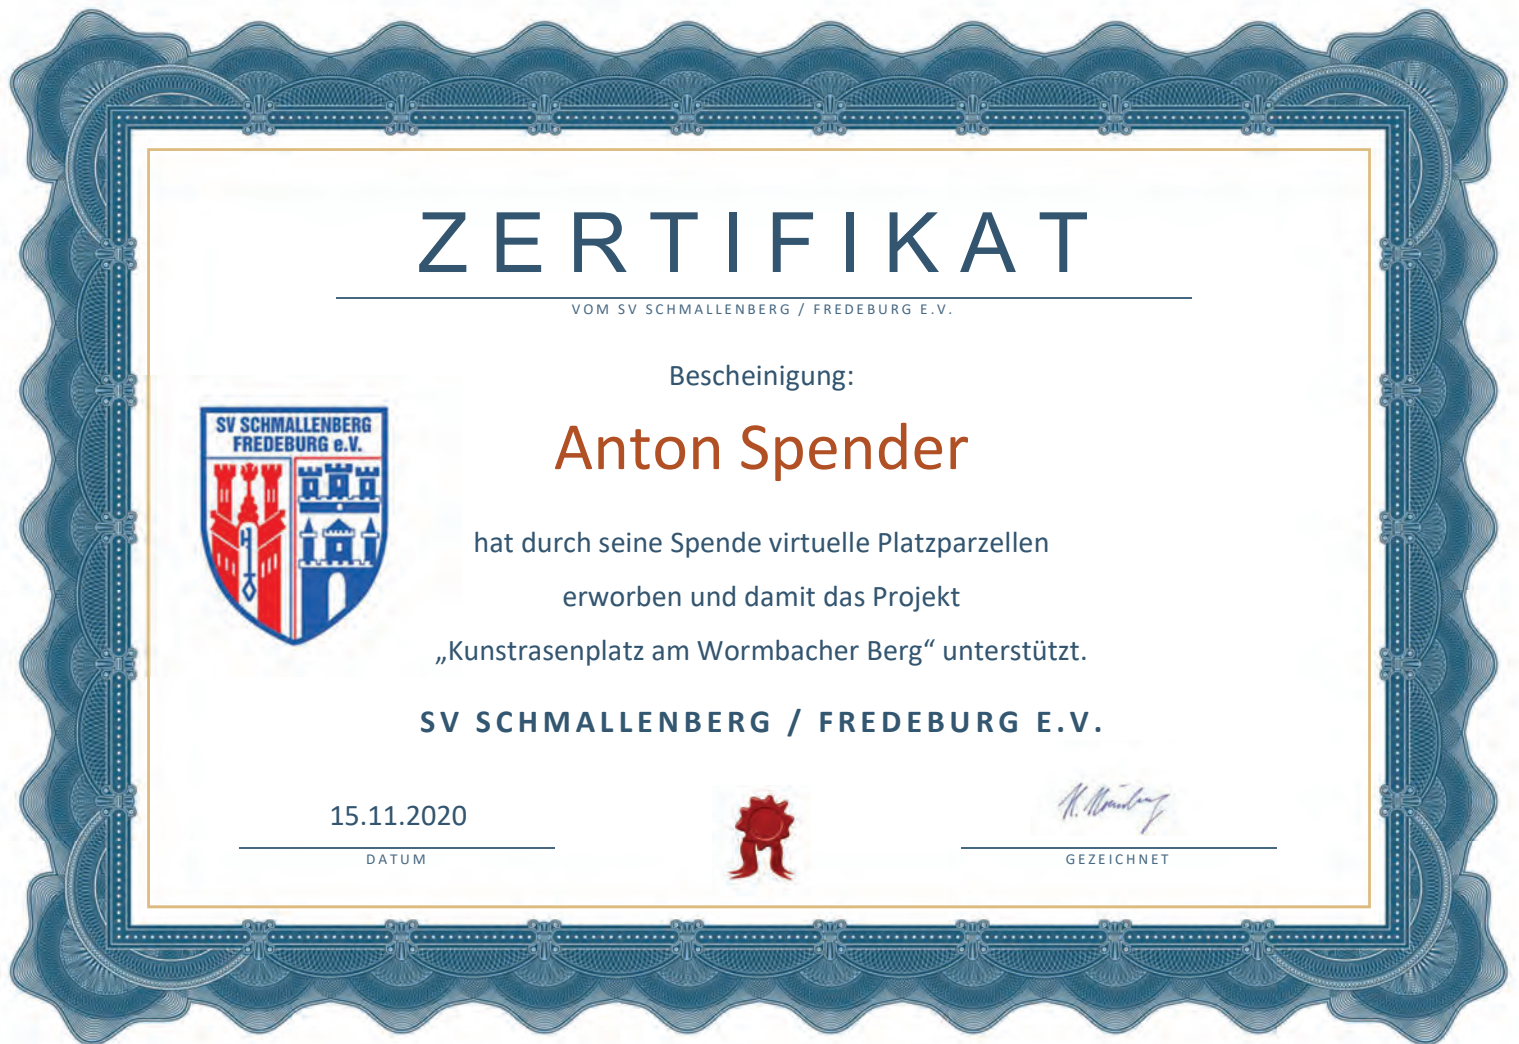 ZERTIFIKAT
VOM SV SCHMALLENBERG / FREDEBURG E.V.
Bescheinigung:
SV SCHMALLENBERG
FREDEBURG e.V.
Anton Spender
hat durch seine Spende virtuelle Platzparzellen
erworben und damit das Projekt
„Kunstrasenplatz am Wormbacher Berg“ unterstützt.
SV SCHMALLENBERG / FREDEBURG E.V.
15.11.2020
DATUM
GEZEICHNET